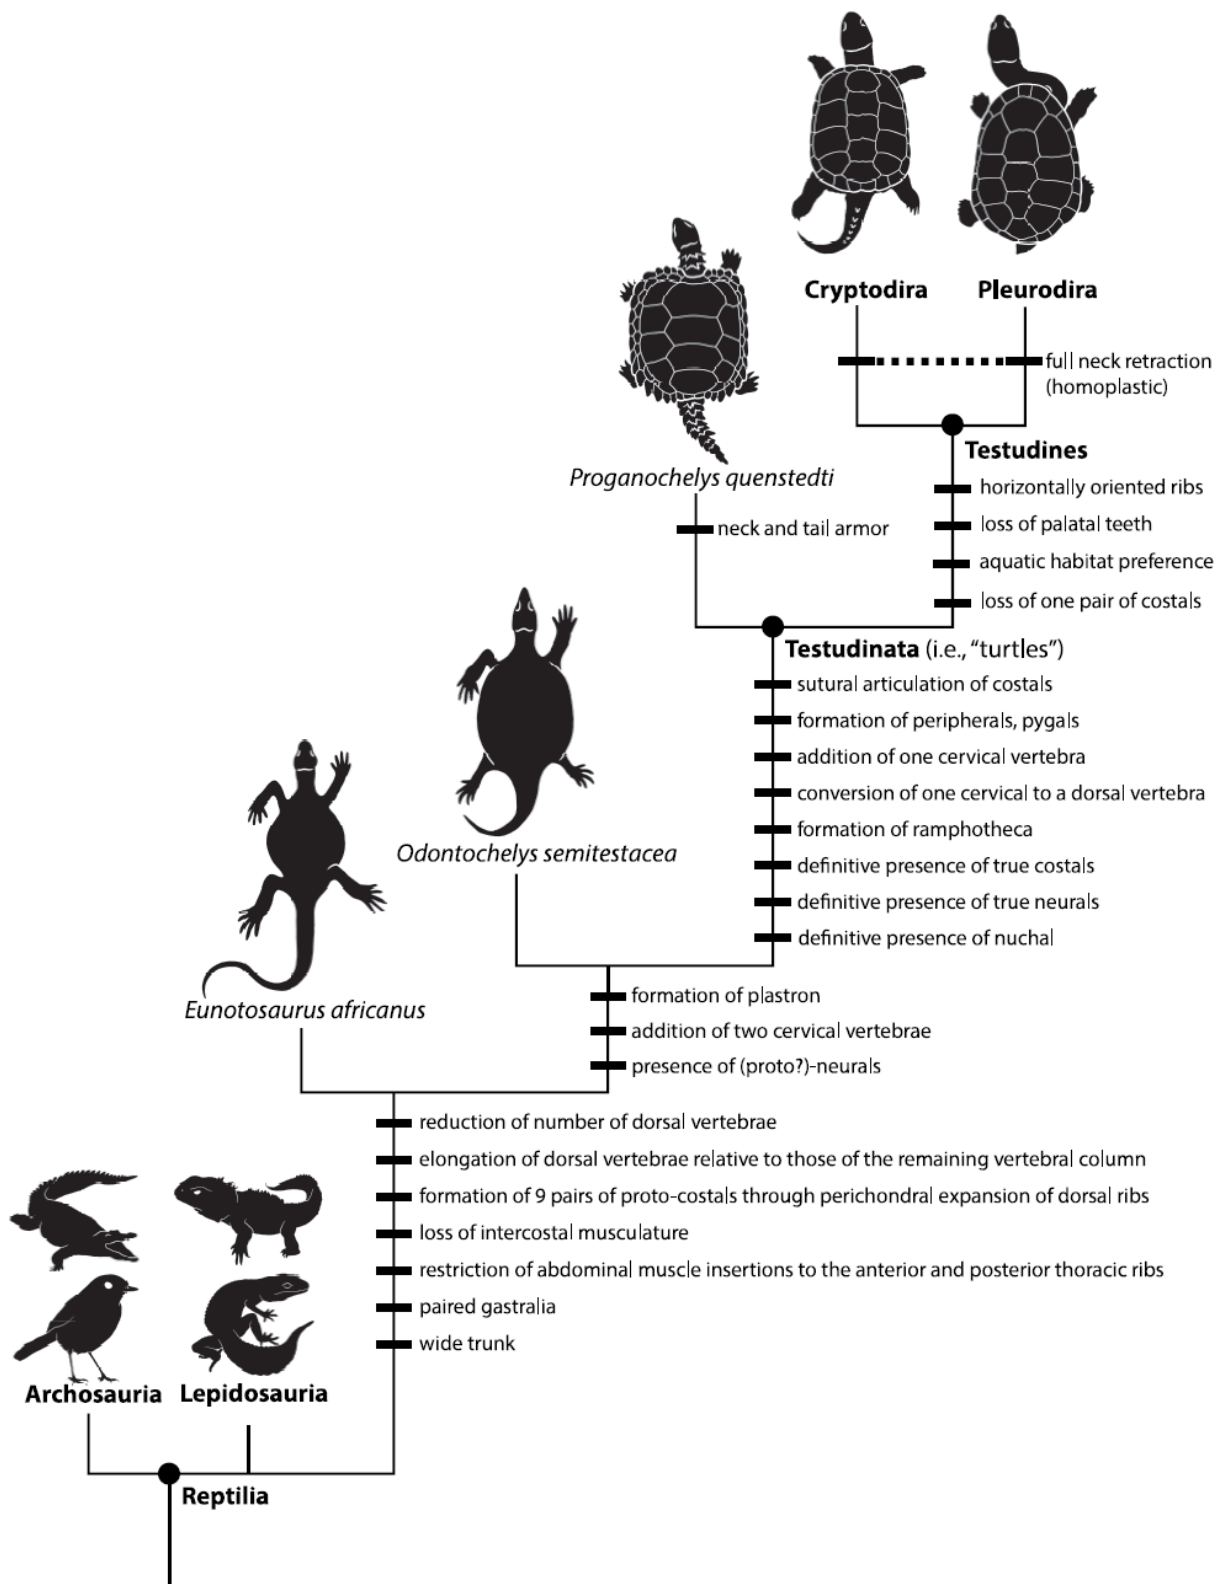 Cryptodira
Pleurodira
full neck retraction
(homoplastic)
Testudines
Proganochelys quenstedti
horizontally oriented ribs
neck and tail armor
loss of palatal teeth
aquatic habitat preference
loss of one pair of costals
Testudinata (i.e., “turtles”)
sutural articulation of costals
formation of peripherals, pygals
addition of one cervical vertebra
conversion of one cervical to a dorsal vertebra
formation of ramphotheca
Odontochelys semitestacea
definitive presence of true costals
definitive presence of true neurals
definitive presence of nuchal
formation of plastron
Eunotosaurus africanus
addition of two cervical vertebrae
presence of (proto?)-neurals
reduction of number of dorsal vertebrae
elongation of dorsal vertebrae relative to those of the remaining vertebral column
formation of 9 pairs of proto-costals through perichondral expansion of dorsal ribs
loss of intercostal musculature
restriction of abdominal muscle insertions to the anterior and posterior thoracic ribs
paired gastralia
wide trunk
Archosauria
Lepidosauria
Reptilia